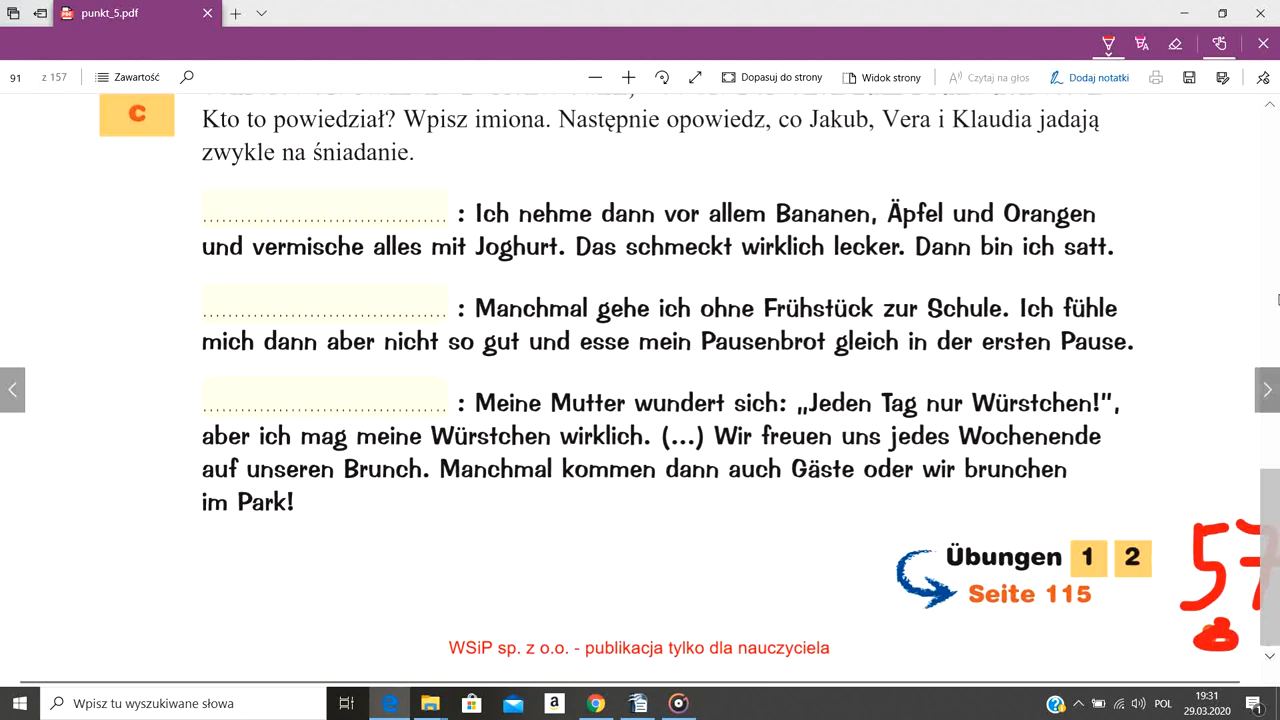 punkt_5.pdf
91 z 157 Zawartość Dopasuj do strony Widok strony Czytaj na głos Dodaj notatki
C
Kto to powiedział? Wpisz imiona. Następnie opowiedz, co Jakub, Vera i Klaudia jadają
zwykle na śniadanie.
................................... : Ich nehme dann vor allem Bananen, Äpfel und Orangen
und vermische alles mit Joghurt. Das schmeckt wirklich lecker. Dann bin ich satt.
................................... : Manchmal gehe ich ohne Frühstück zur Schule. Ich fühle
mich dann aber nicht so gut und esse mein Pausenbrot gleich in der ersten Pause.
................................... : Meine Mutter wundert sich: „Jeden Tag nur Würstchen!”,
aber ich mag meine Würstchen wirklich. (...) Wir freuen uns jedes Wochenende
auf unseren Brunch. Manchmal kommen dann auch Gäste oder wir brunchen
im Park!
Übungen 1 2
Seite 115
57
WSiP sp. z o.o. - publikacja tylko dla nauczyciela
Wpisz tu wyszukiwane słowa
POL
19:31
29.03.2020